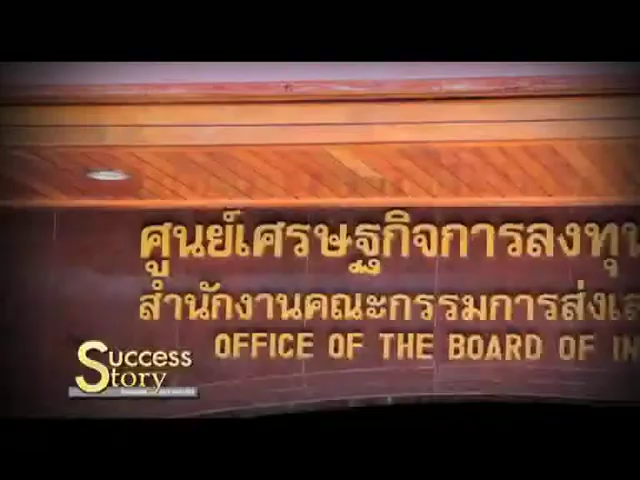 ศูนย์เศรษฐกิจการลงทุน
สำนักงานคณะกรรมการส่งเส
OFFICE OF THE BOARD OF IN
Success
Story